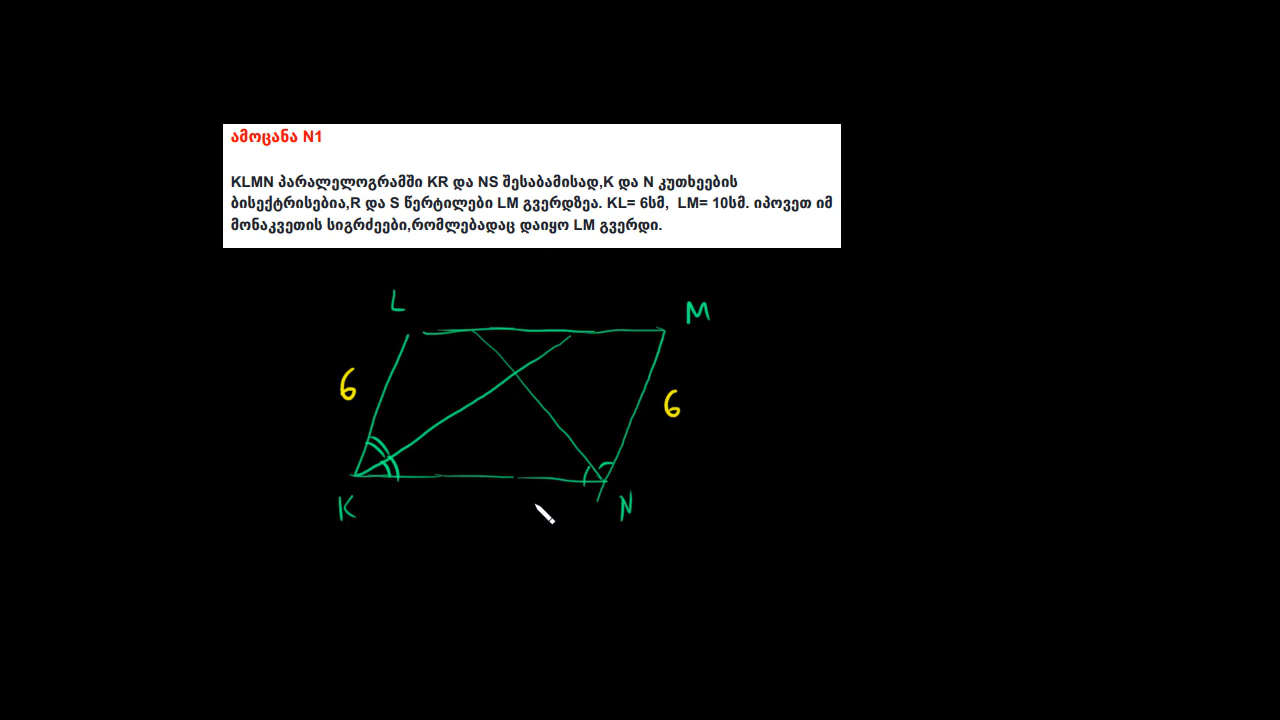 ამოცანა N1
KLMN პარალელოგრამში KR და NS შესაბამისად,K და N კუთხეების
ბისექტრისებია,R და S წერტილები LM გვერდზეა. KL= 6სმ, LM= 10სმ. იპოვეთ იმ
მონაკვეთის სიგრძეები,რომლებადაც დაიყო LM გვერდი.
L M
6 6
K N